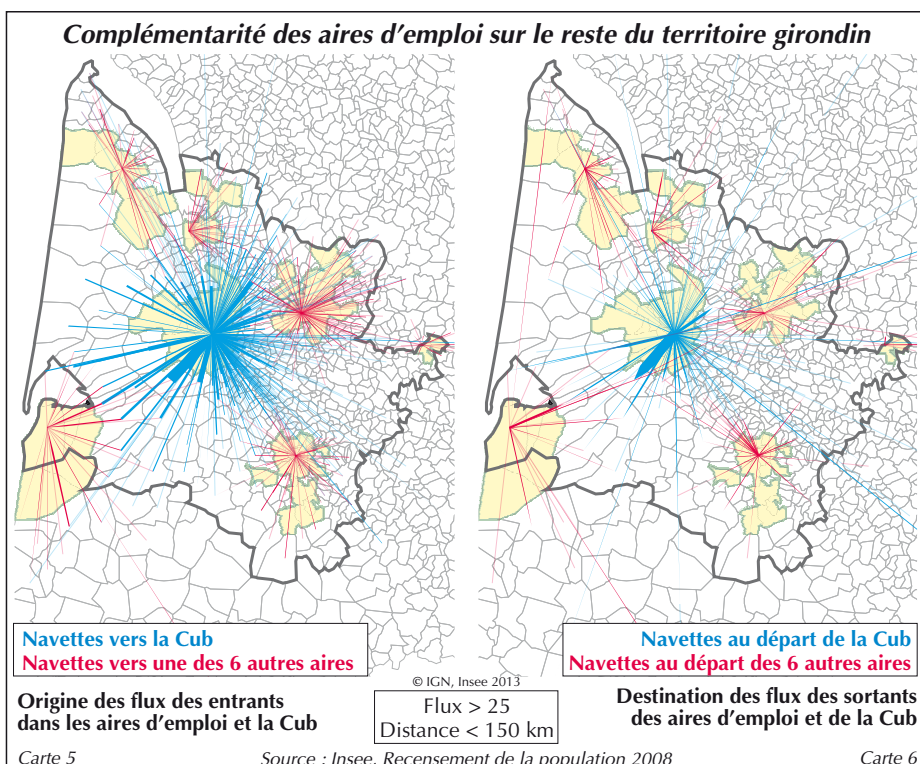 Complémentarité des aires d'emploi sur le reste du territoire girondin
Navettes vers la Cub
Navettes vers une des 6 autres aires
Navettes au départ de la Cub
Navettes au départ des 6 autres aires
© IGN, Insee 2013
Origine des flux des entrants
dans les aires d'emploi et la Cub
Flux > 25
Distance < 150 km
Destination des flux des sortants
des aires d'emploi et de la Cub
Carte 5
Source : Insee, Recensement de la population 2008
Carte 6